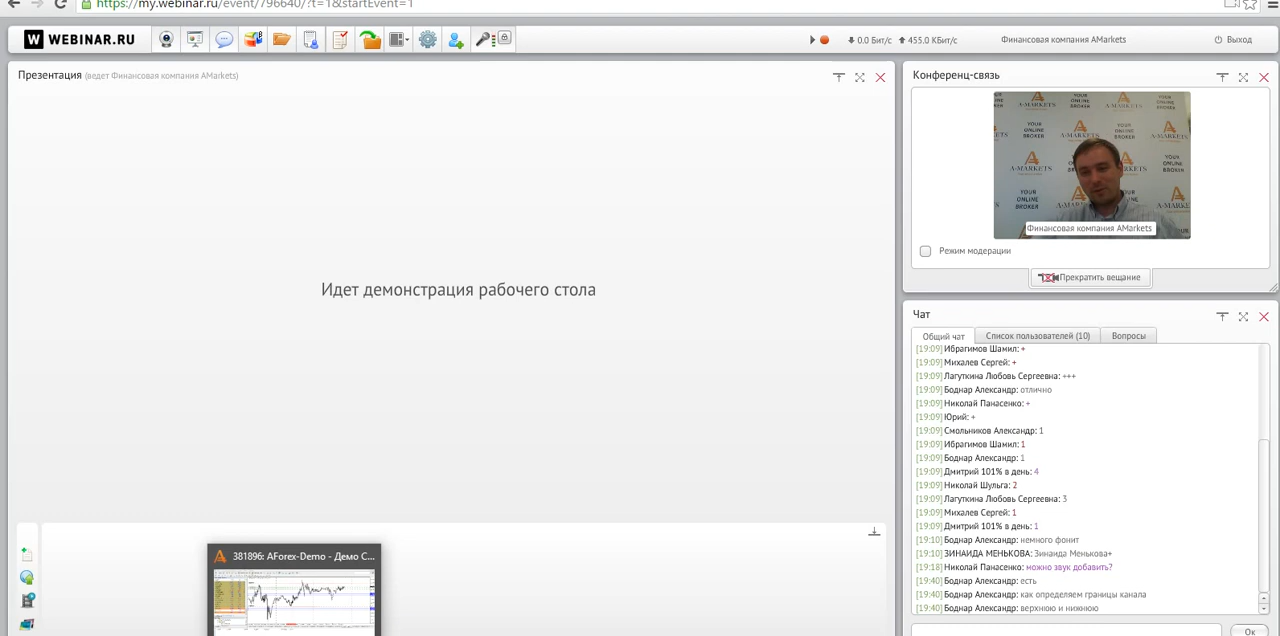 https://my.webinar.ru/event/796640/?t=1&startEvent=1
W WEBINAR.RU
0.0 Бит/с 455.0 КБит/с
Финансовая компания AMarkets
Выход
Презентация (ведет Финансовая компания AMarkets)
Идет демонстрация рабочего стола
381896: AForex-Demo - Демо С...
Конференц-связь
YOUR ONLINE BROKER
A-MARKETS
Финансовая компания AMarkets
Режим модерации
Прекратить вещание
Чат
Общий чат
Список пользователей (10)
Вопросы
[19:09] Ибрагимов Шамил: +
[19:09] Михалев Сергей: +
[19:09] Лагуткина Любовь Сергеевна: +++
[19:09] Боднар Александр: отлично
[19:09] Николай Панасенко: +
[19:09] Юрий: +
[19:09] Смольников Александр: 1
[19:09] Ибрагимов Шамил: 1
[19:09] Боднар Александр: 1
[19:09] Дмитрий 101% в день: 4
[19:09] Николай Шульга: 2
[19:09] Лагуткина Любовь Сергеевна: 3
[19:09] Михалев Сергей: 1
[19:09] Дмитрий 101% в день: 1
[19:10] Боднар Александр: немного фонит
[19:10] ЗИНАИДА МЕНЬКОВА: Зинаида Менькова+
[19:18] Николай Панасенко: можно звук добавить?
[19:40] Боднар Александр: есть
[19:40] Боднар Александр: как определяем границы канала
[19:40] Боднар Александр: верхнюю и нижнюю
Ок